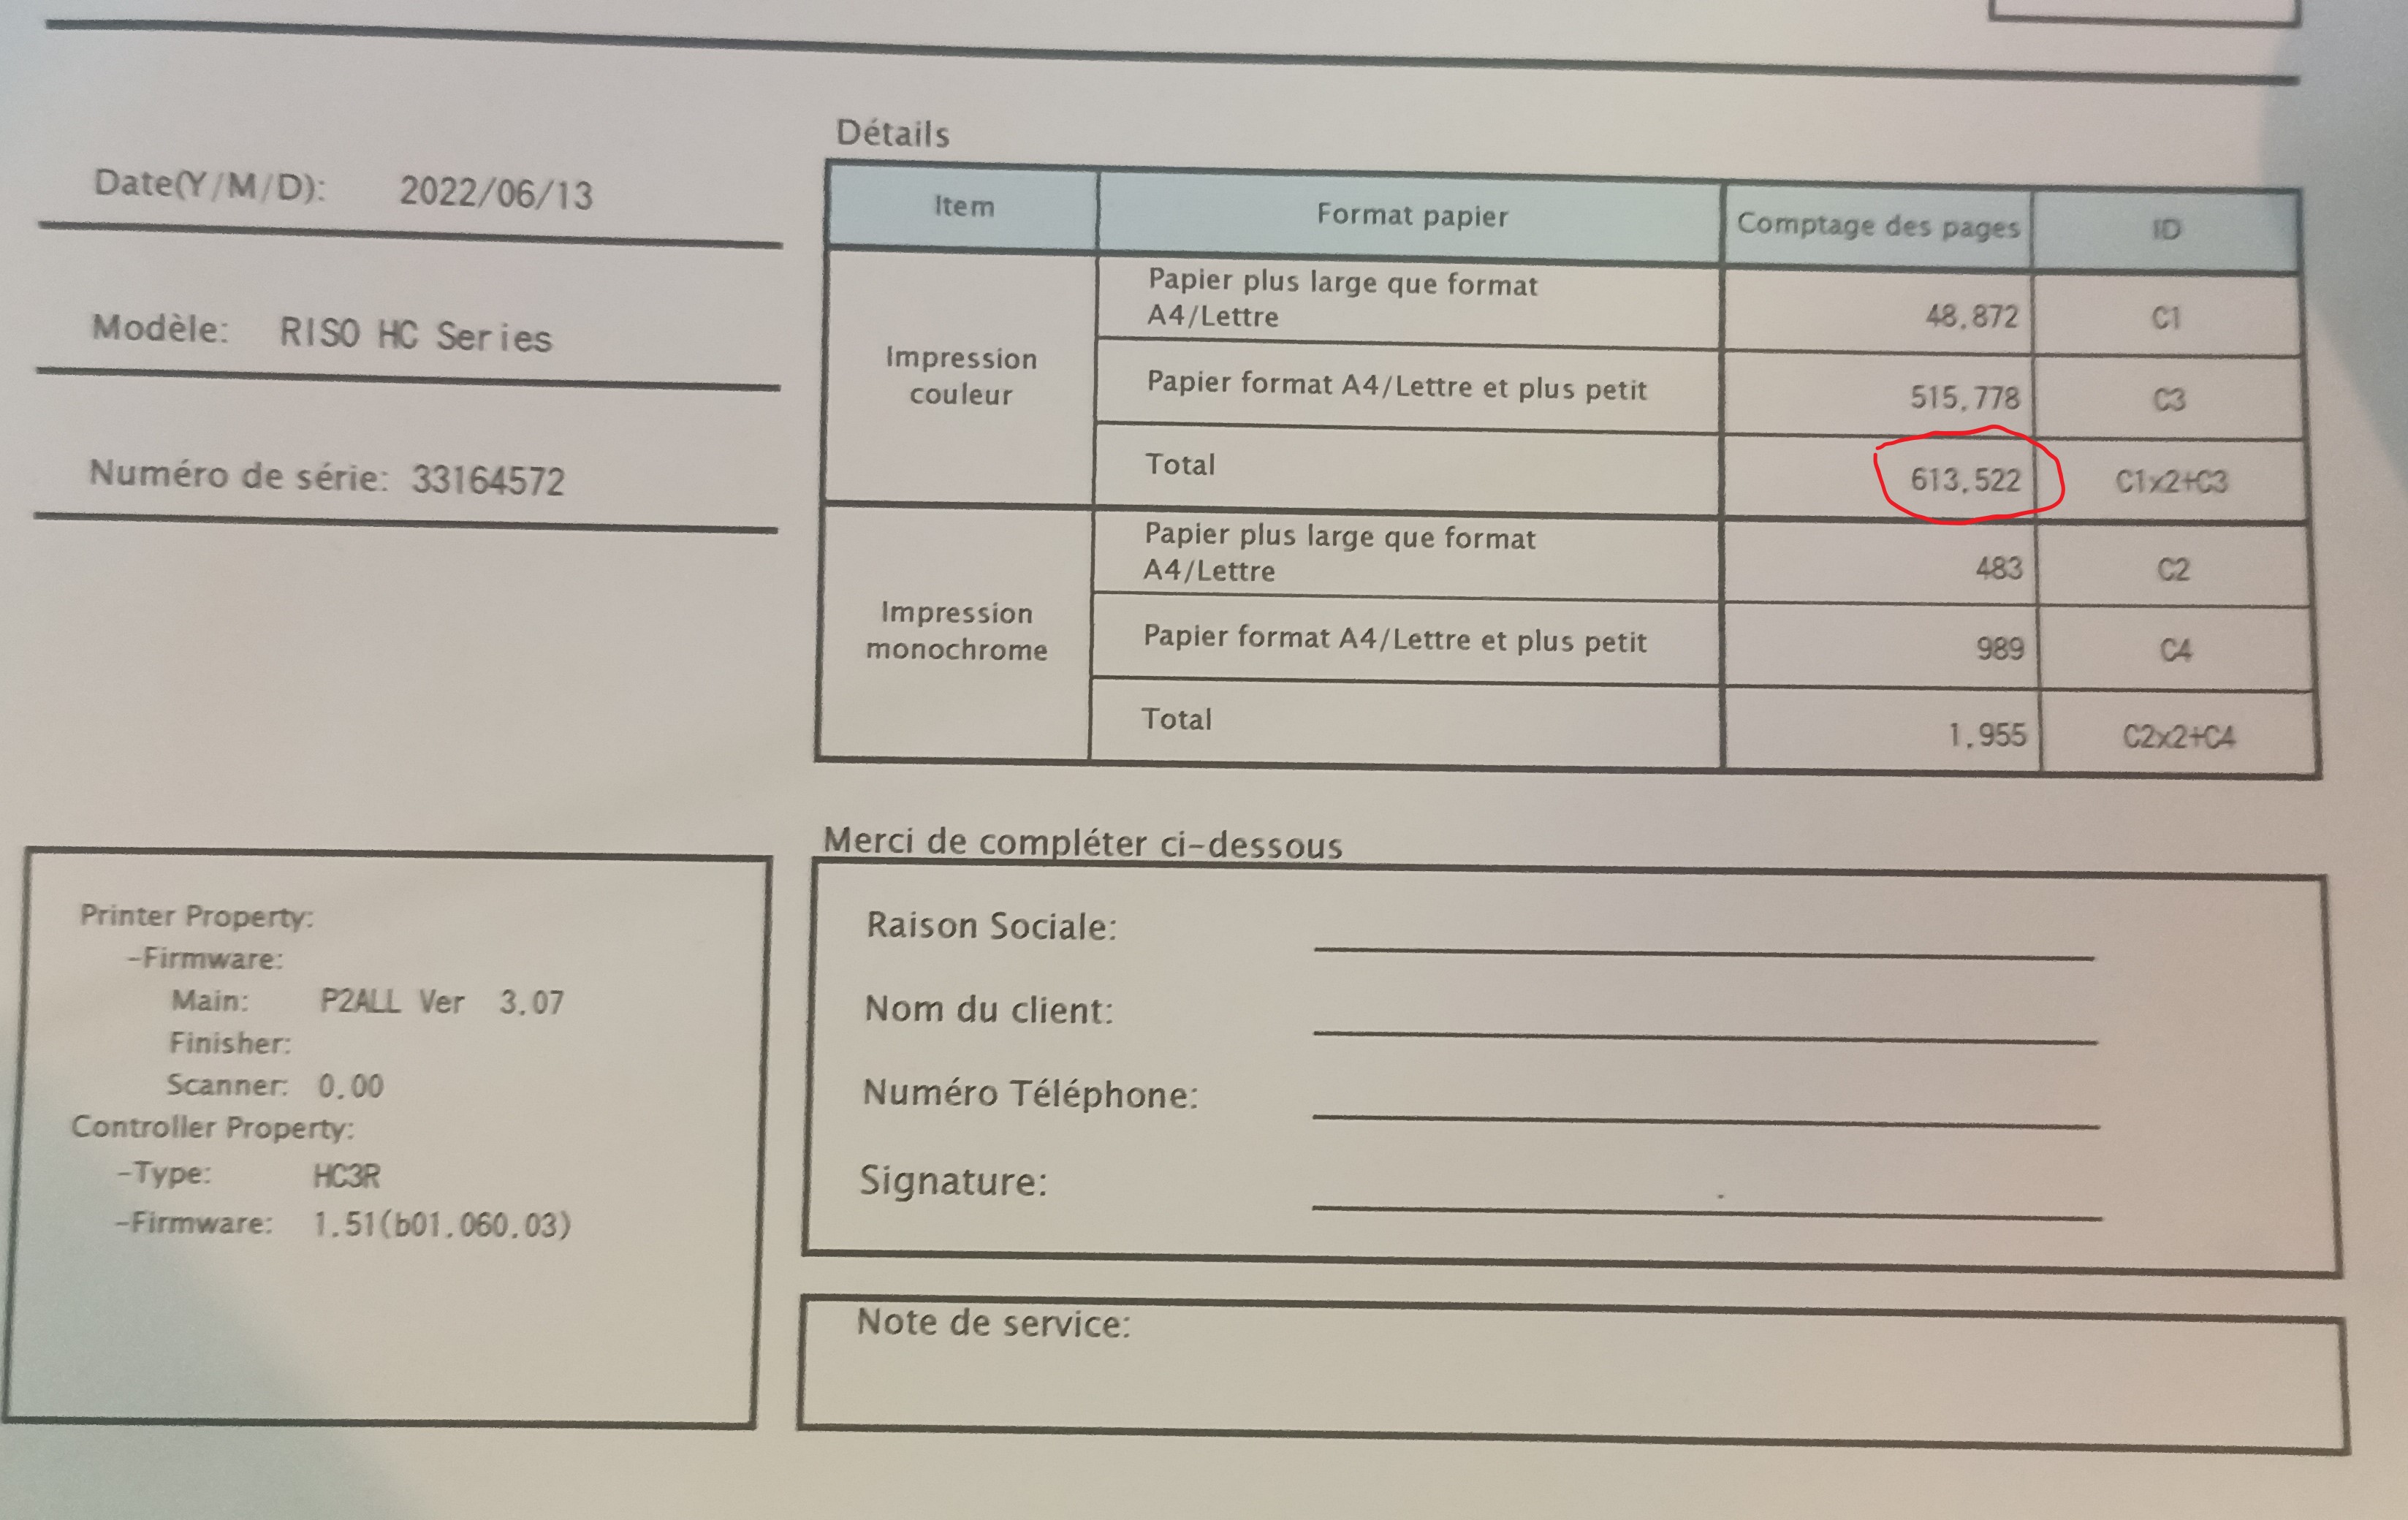 Date(Y/M/D): 2022/06/13
Modèle: RISO HC Series
Numéro de série: 33164572
Détails
Item Format papier Comptage des pages ID
Impression couleur
Papier plus large que format
A4/Lettre 48,872 C1
Papier format A4/Lettre et plus petit 515,778 C3
Total 613,522 C1x2+C3
Impression monochrome
Papier plus large que format
A4/Lettre 483 C2
Papier format A4/Lettre et plus petit 989 C4
Total 1,955 C2x2+C4
Printer Property:
-Firmware:
Main: P2ALL Ver 3.07
Finisher:
Scanner: 0.00
Controller Property:
-Type: HC3R
-Firmware: 1.51(b01.060.03)
Merci de compléter ci-dessous
Raison Sociale:
Nom du client:
Numéro Téléphone:
Signature:
Note de service: